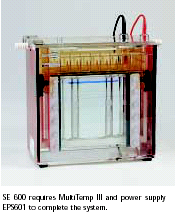 SE 600 requires MultiTemp III and power supply
EPS601 to complete the system.